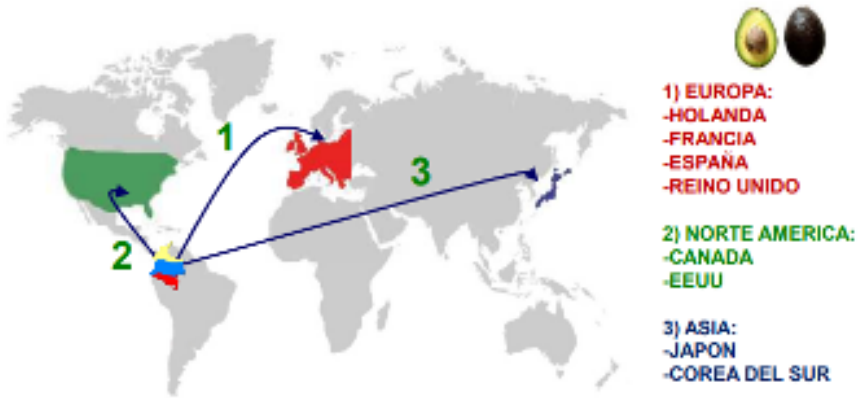 1
2
3
1) EUROPA:
-HOLANDA
-FRANCIA
-ESPAÑA
-REINO UNIDO
2) NORTE AMERICA:
-CANADA
-EEUU
3) ASIA:
-JAPON
-COREA DEL SUR